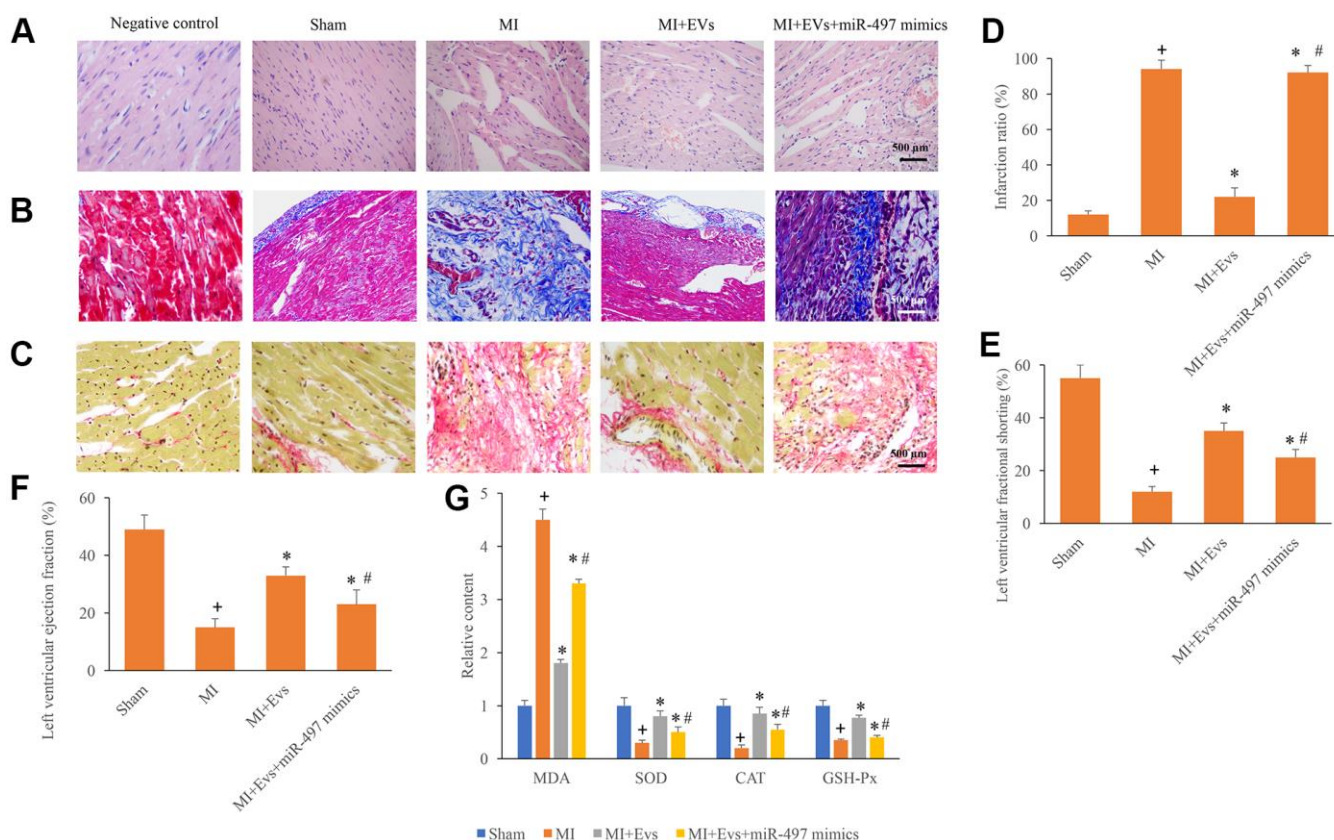 Negative control Sham MI MI+EVs MI+EVs+miR-497 mimics
A
500 μm
B
500 μm
C
500 μm
D
Infarction ratio (%)
100
80
60
40
20
0
+
*
* #
Sham MI MI+Evs MI+Evs+miR-497 mimics
E
Left ventricular fractional shorting (%)
60
40
20
0
+
*
* #
Sham MI MI+Evs MI+Evs+miR-497 mimics
F
Left ventricular ejection fraction (%)
60
40
20
0
+
*
* #
Sham MI MI+Evs MI+Evs+miR-497 mimics
G
Relative content
5
4
3
2
1
0
+ * * #
+ * * #
+ * * #
+ * * #
MDA SOD CAT GSH-Px
Sham MI MI+Evs MI+Evs+miR-497 mimics